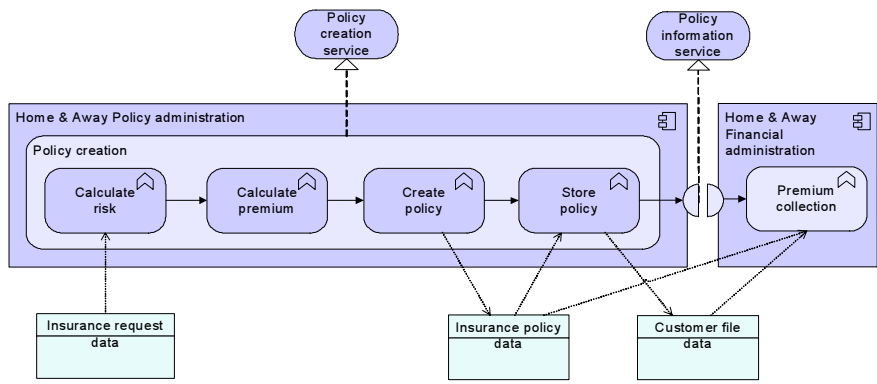 Policy
creation
service
Policy
information
service
Home & Away Policy administration
Home & Away
Financial
administration
Policy creation
Calculate
risk
Calculate
premium
Create
policy
Store
policy
Premium
collection
Insurance request
data
Insurance policy
data
Customer file
data